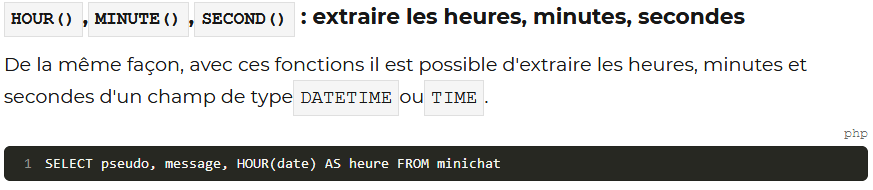 HOUR() , MINUTE() , SECOND() : extraire les heures, minutes, secondes
De la même façon, avec ces fonctions il est possible d'extraire les heures, minutes et
secondes d'un champ de type DATETIME ou TIME .
php
1 SELECT pseudo, message, HOUR(date) AS heure FROM minichat